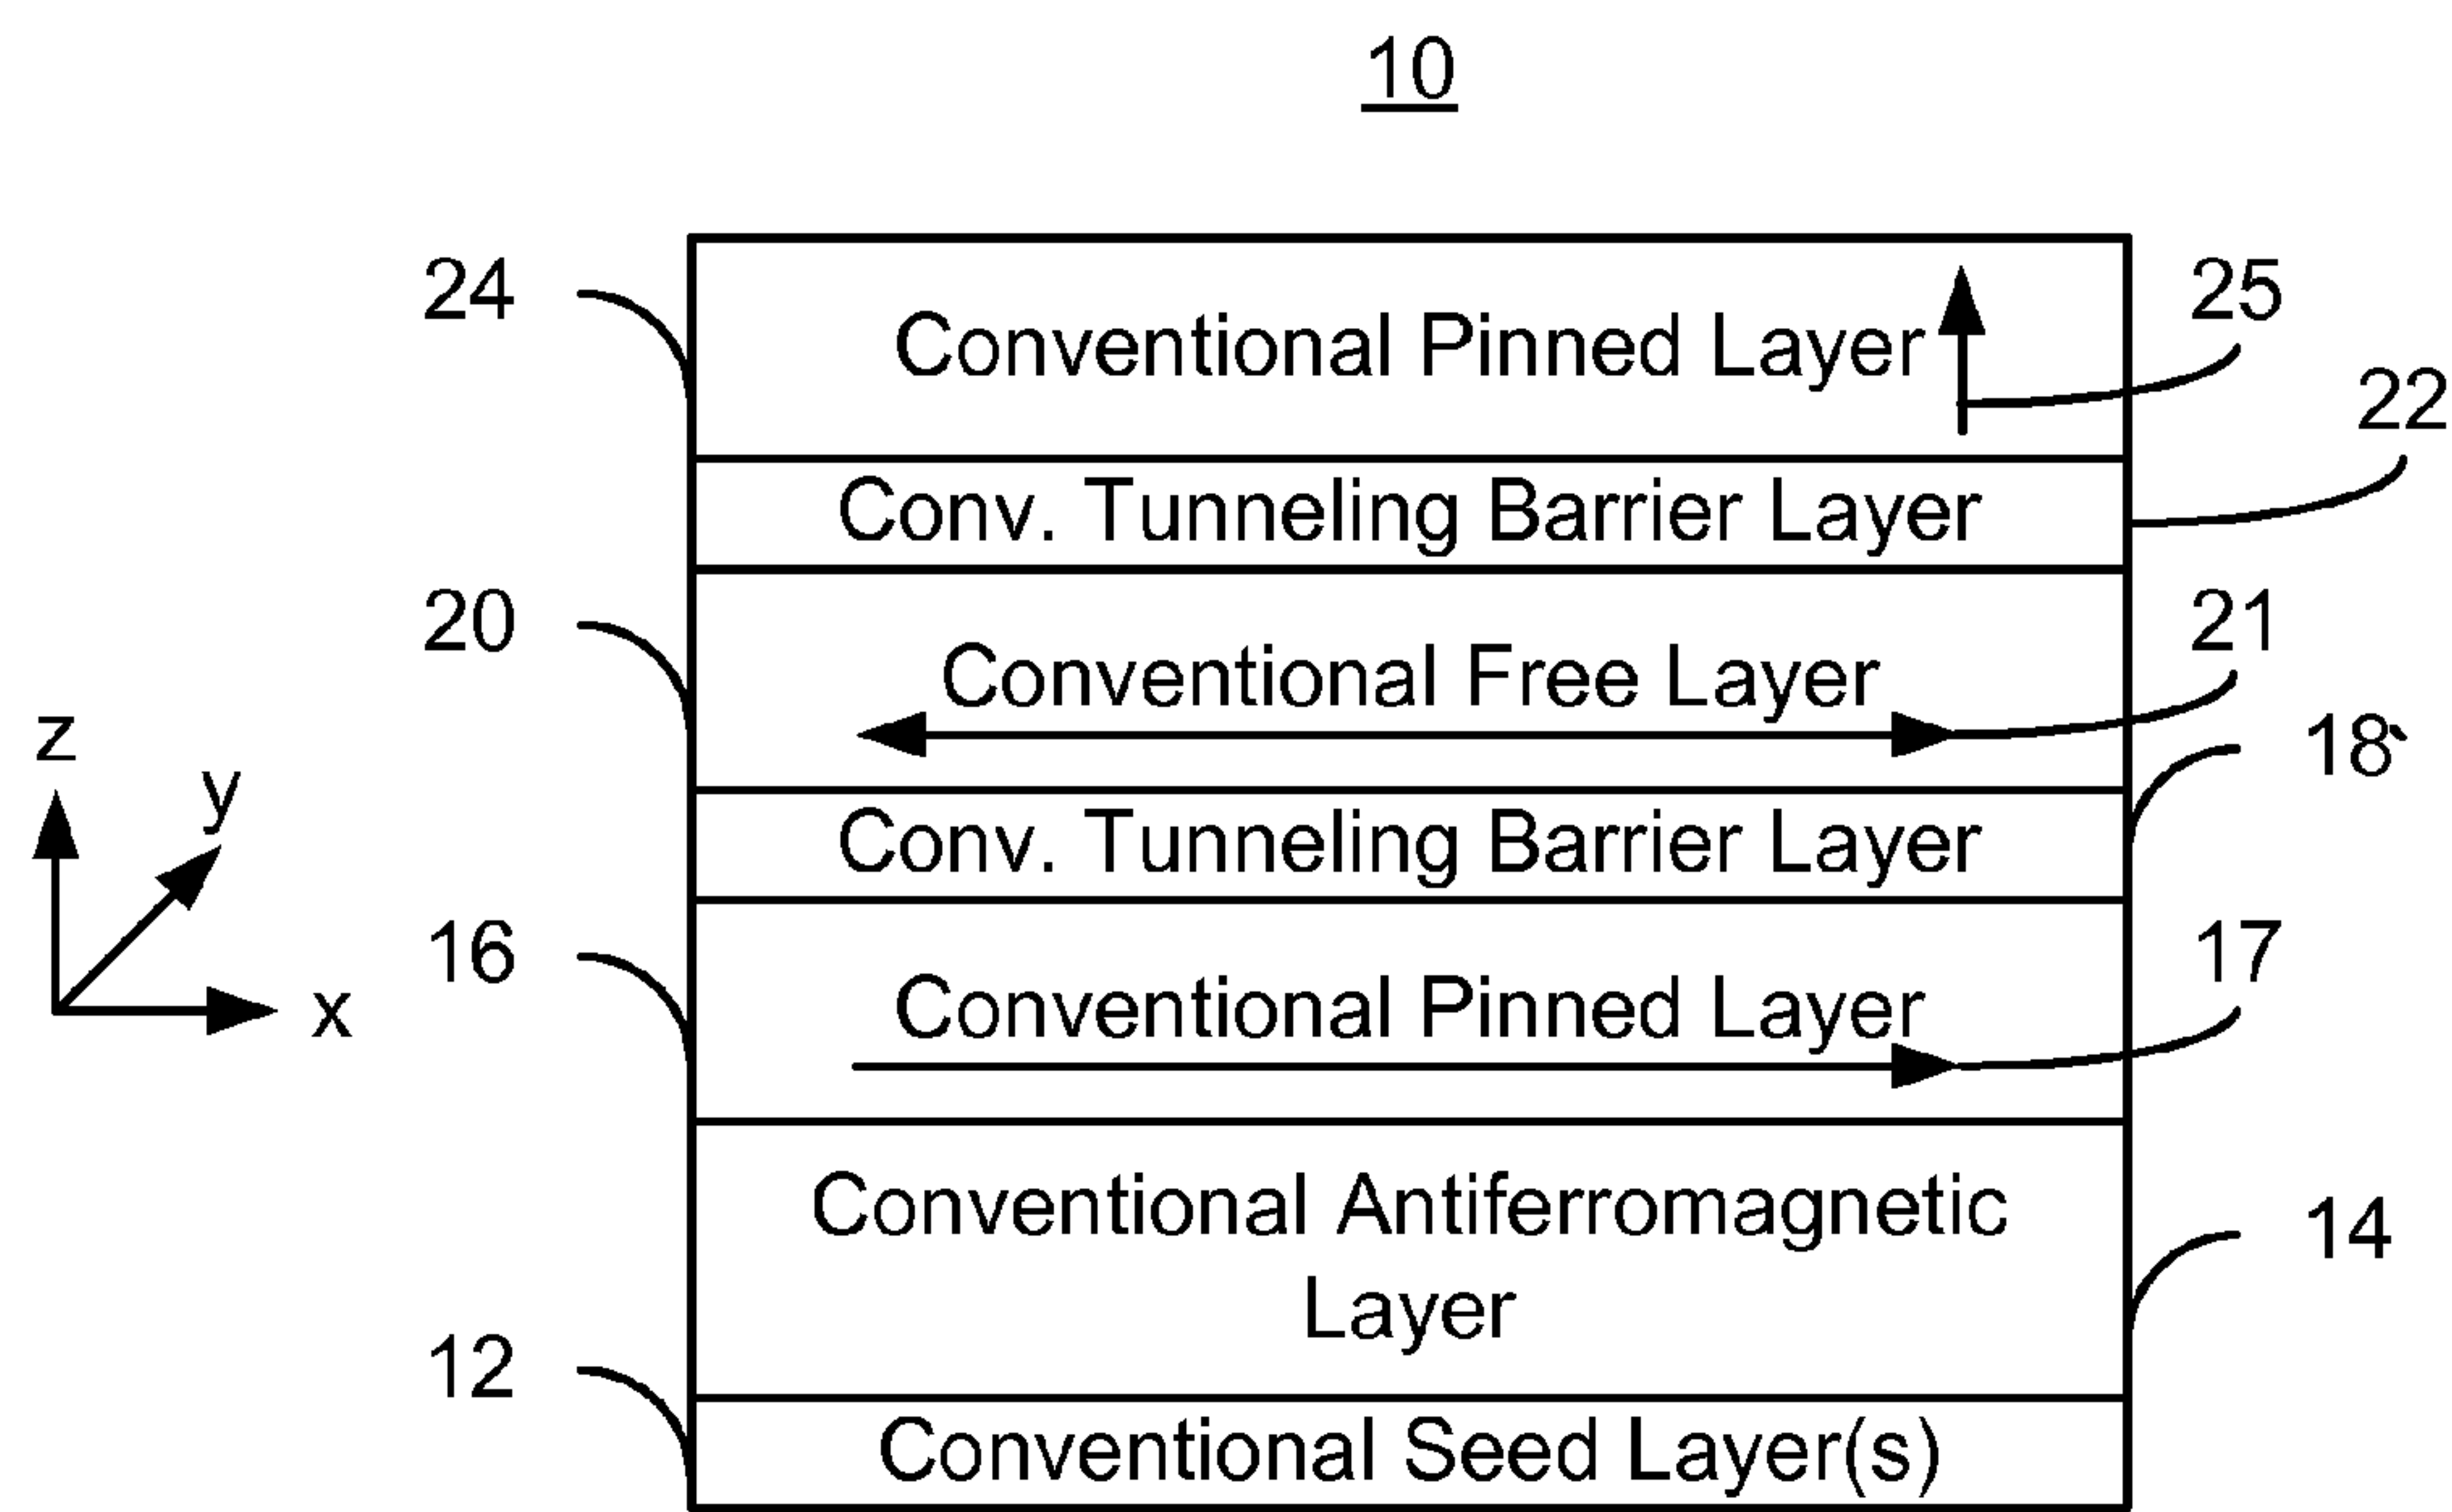 10
24
Conventional Pinned Layer
25
22
Conv. Tunneling Barrier Layer
20
Conventional Free Layer
21
18`
z
y
x
Conv. Tunneling Barrier Layer
16
Conventional Pinned Layer
17
Conventional Antiferromagnetic
Layer
14
12
Conventional Seed Layer(s)